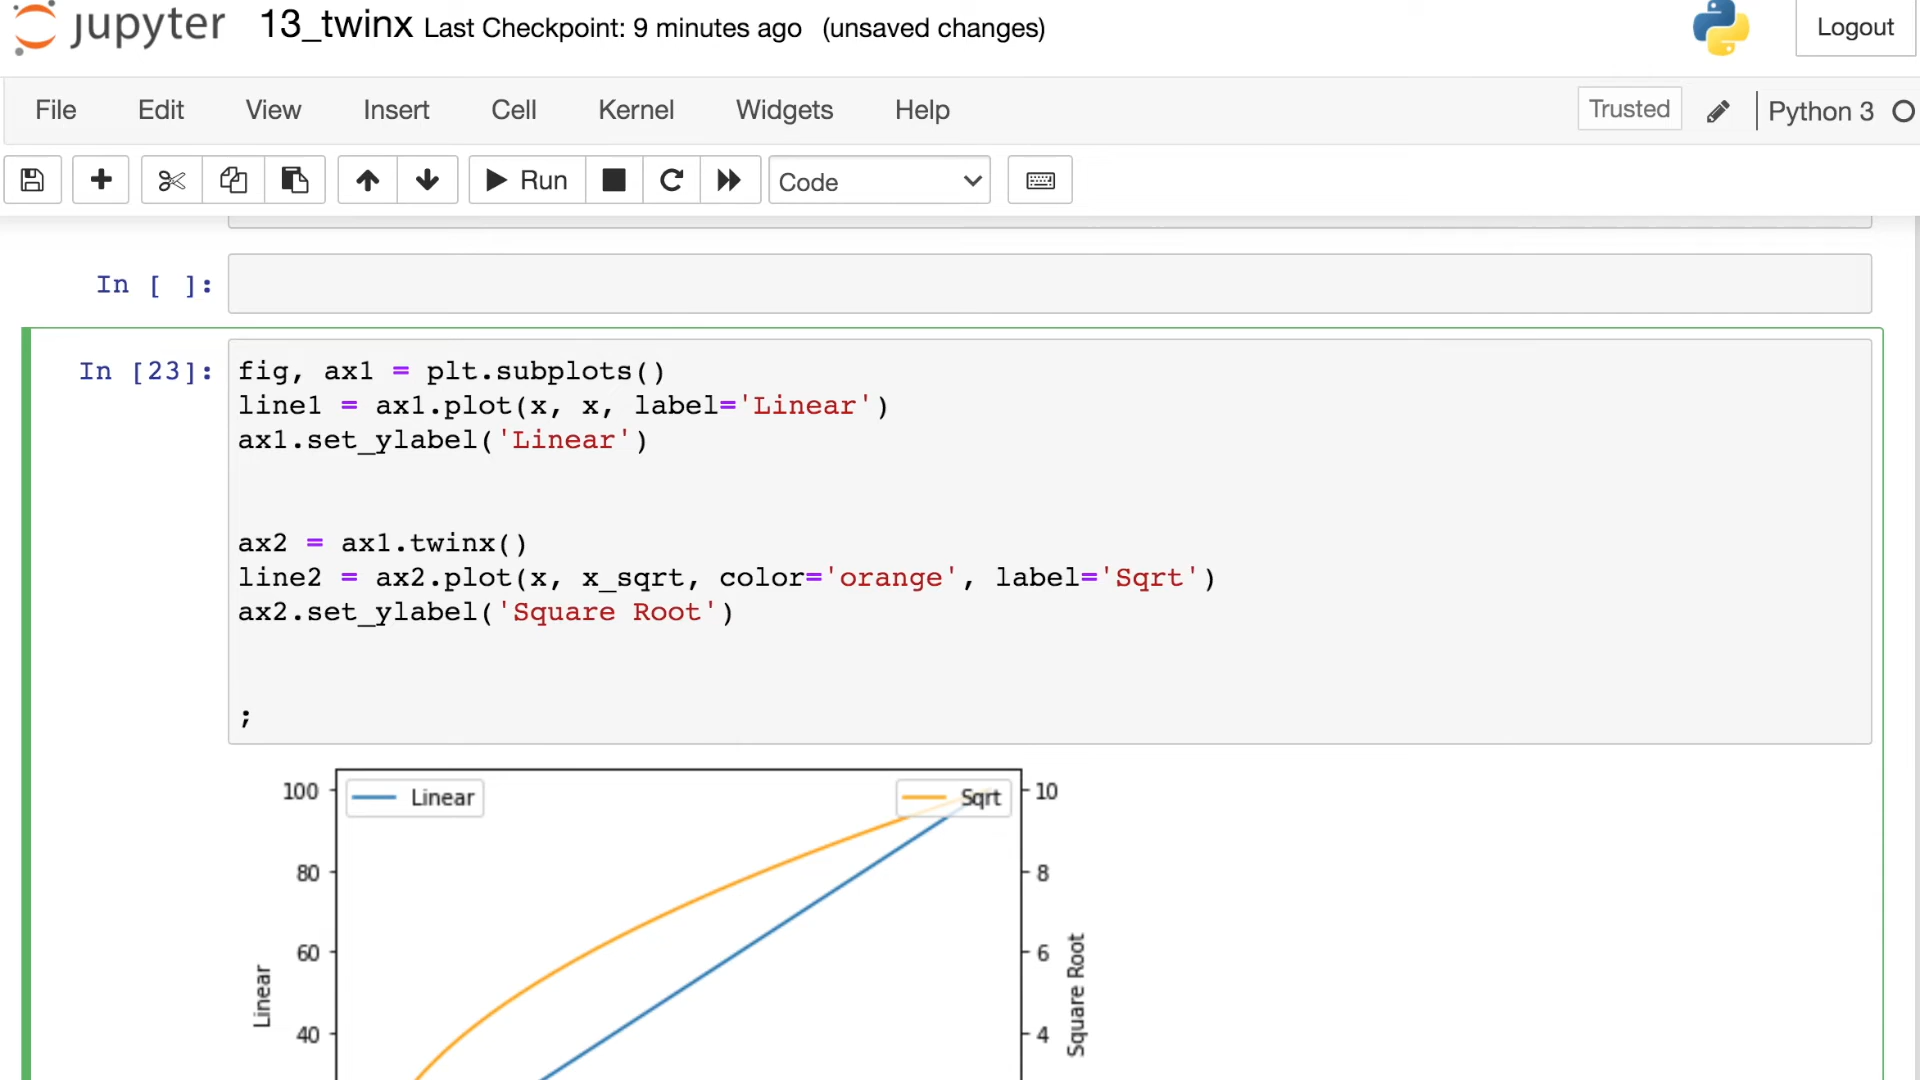 jupyter 13_twinx Last Checkpoint: 9 minutes ago (unsaved changes) Logout
File Edit View Insert Cell Kernel Widgets Help Trusted Python 3
Run Code
In [ ]:
In [23]: fig, ax1 = plt.subplots()
line1 = ax1.plot(x, x, label='Linear')
ax1.set_ylabel('Linear')
ax2 = ax1.twinx()
line2 = ax2.plot(x, x_sqrt, color='orange', label='Sqrt')
ax2.set_ylabel('Square Root')
;
100 Linear Sqrt 10
80 8
60 6
40 4
Linear
Square Root